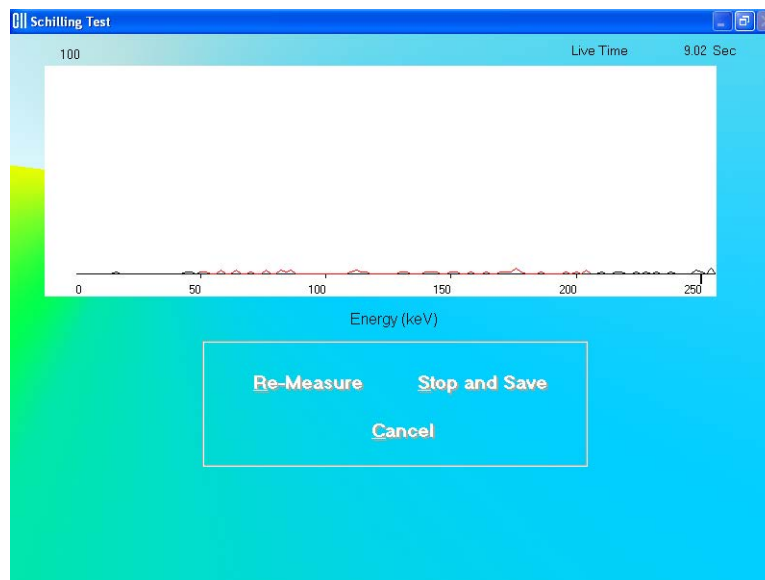 Schilling Test
100 Live Time 9.02 Sec
0 50 100 150 200 250
Energy (keV)
Re-Measure Stop and Save
Cancel